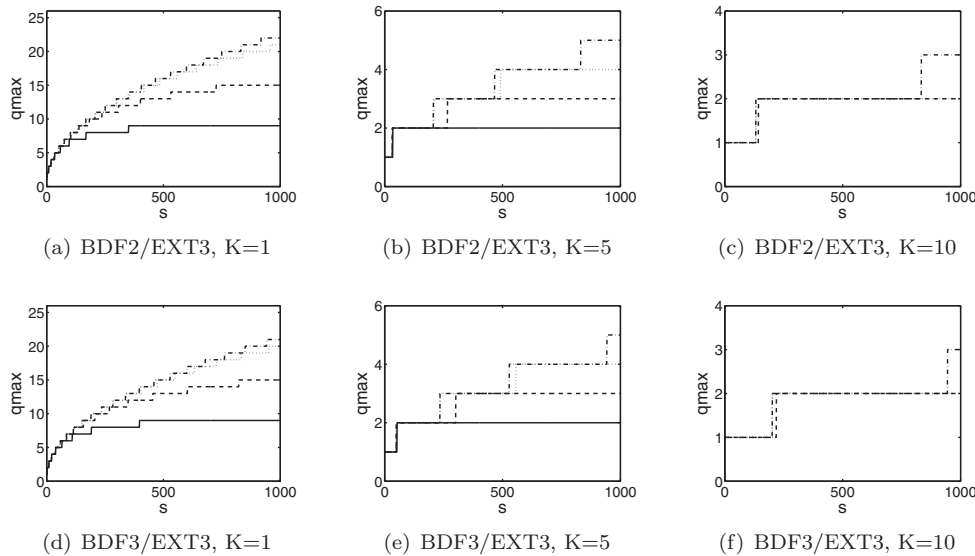 25
20
15
10
5
0
qmax
0
500
1000
s
(a) BDF2/EXT3, K=1
6
4
2
0
qmax
0
500
1000
s
(b) BDF2/EXT3, K=5
4
3
2
1
0
qmax
0
500
1000
s
(c) BDF2/EXT3, K=10
25
20
15
10
5
0
qmax
0
500
1000
s
(d) BDF3/EXT3, K=1
6
4
2
0
qmax
0
500
1000
s
(e) BDF3/EXT3, K=5
4
3
2
1
0
qmax
0
500
1000
s
(f) BDF3/EXT3, K=10